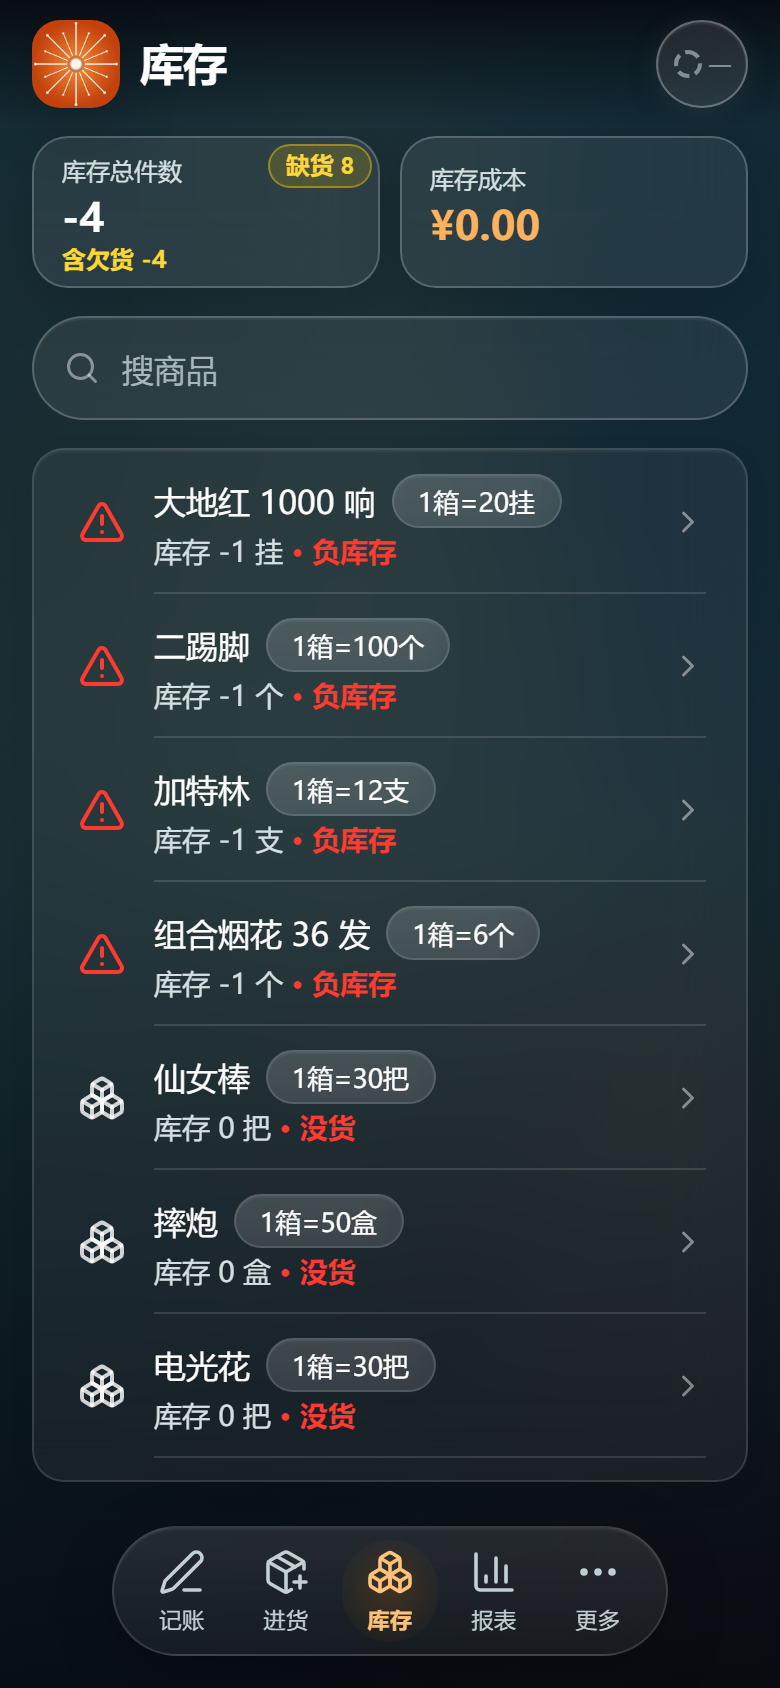 库存
库存总件数
缺货 8
-4
含欠货 -4
库存成本
¥0.00
搜商品
大地红 1000 响
1箱=20挂
库存 -1 挂 • 负库存
二踢脚
1箱=100个
库存 -1 个 • 负库存
加特林
1箱=12支
库存 -1 支 • 负库存
组合烟花 36 发
1箱=6个
库存 -1 个 • 负库存
仙女棒
1箱=30把
库存 0 把 • 没货
摔炮
1箱=50盒
库存 0 盒 • 没货
电光花
1箱=30把
库存 0 把 • 没货
记账
进货
库存
报表
更多